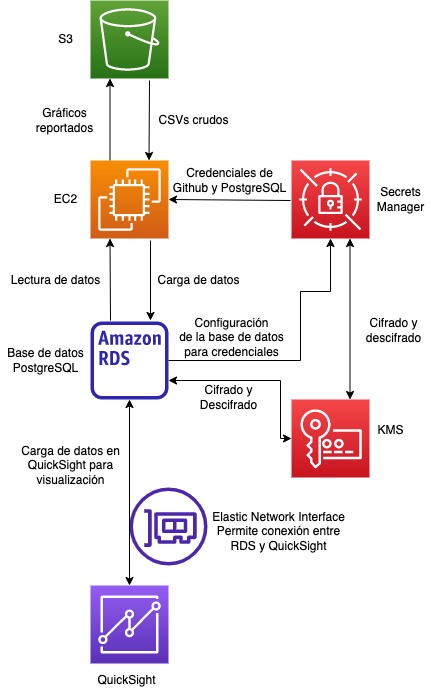 S3
Gráficos
reportados
CSVs crudos
Credenciales de
Github y PostgreSQL
EC2
Secrets
Manager
Lectura de datos
Carga de datos
Configuración
de la base de datos
para credenciales
Cifrado y
descifrado
Amazon
RDS
Base de datos
PostgreSQL
Cifrado y
Descifrado
KMS
Carga de datos en
QuickSight para
visualización
Elastic Network Interface
Permite conexión entre
RDS y QuickSight
QuickSight